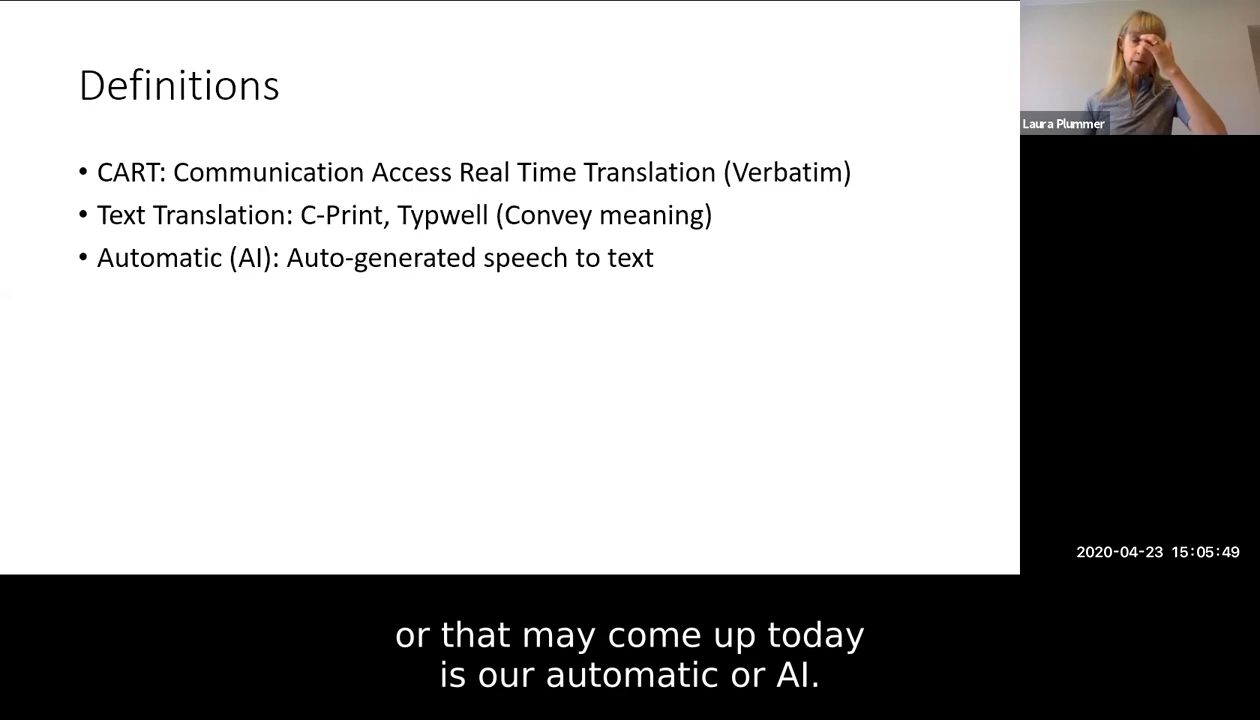 Definitions
• CART: Communication Access Real Time Translation (Verbatim)
• Text Translation: C-Print, Typwell (Convey meaning)
• Automatic (AI): Auto-generated speech to text
Laura Plummer
2020-04-23 15:05:49
or that may come up today
is our automatic or AI.